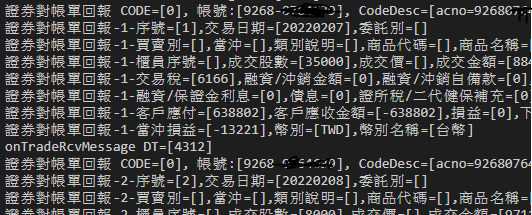 證券對帳單回報 CODE=[0], 帳號:[9268- ], CodeDesc=[acno=926807
證券對帳單回報-1-序號=[1],交易日期=[20220207],委託別=[]
證券對帳單回報-1-買賣別=[],當沖=[],類別說明=[],商品代碼=[],商品名稱=
證券對帳單回報-1-櫃員序號=[],成交股數=[35000],成交價=[],成交金額=[884
證券對帳單回報-1-交易稅=[6166],融資/沖銷金額=[0],融資/沖銷自備款=[0],
證券對帳單回報-1-融資/保證金利息=[0],債息=[0],證所稅/二代健保補充=[0]
證券對帳單回報-1-客戶應付=[638802],客戶應收金額=[-638802],損益=[0],下
證券對帳單回報-1-當沖損益=[-13221],幣別=[TWD],幣別名稱=[台幣]
onTradeRcvMessage DT=[4312]
證券對帳單回報 CODE=[0], 帳號:[9268 ], CodeDesc=[acno=9268076
證券對帳單回報-2-序號=[2],交易日期=[20220208],委託別=[]
證券對帳單回報-2-買賣別=[],當沖=[],類別說明=[],商品代碼=[],商品名稱=
證券對帳單回報-2-櫃員序號=[],成交股數=[8000],成交價=[],成交金額=